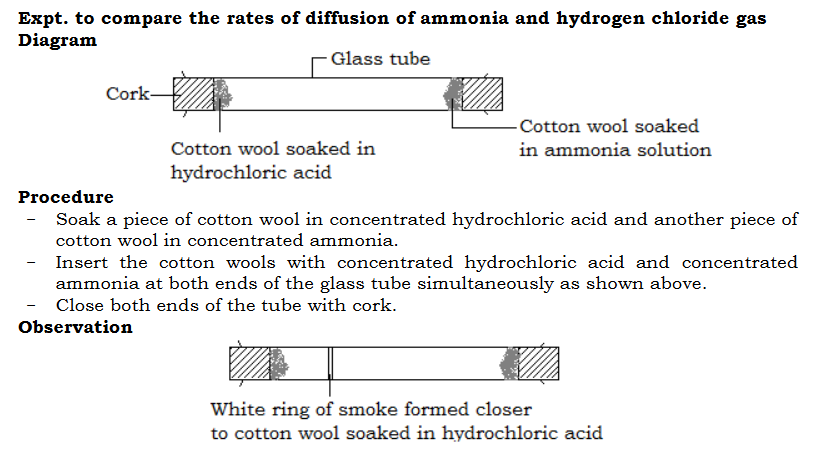 Expt. to compare the rates of diffusion of ammonia and hydrogen chloride gas
Diagram
Glass tube
Cork
Cotton wool soaked in
hydrochloric acid
Cotton wool soaked
in ammonia solution
Procedure
- Soak a piece of cotton wool in concentrated hydrochloric acid and another piece of
cotton wool in concentrated ammonia.
- Insert the cotton wools with concentrated hydrochloric acid and concentrated
ammonia at both ends of the glass tube simultaneously as shown above.
- Close both ends of the tube with cork.
Observation
White ring of smoke formed closer
to cotton wool soaked in hydrochloric acid